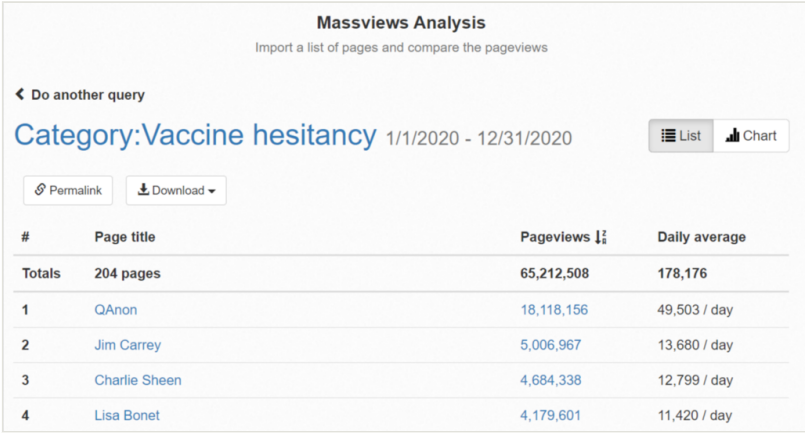 Massviews Analysis
Import a list of pages and compare the pageviews
Do another query
Category:Vaccine hesitancy 1/1/2020 - 12/31/2020
List Chart
Permalink Download
# Page title Pageviews Daily average
Totals 204 pages 65,212,508 178,176
1 QAnon 18,118,156 49,503 / day
2 Jim Carrey 5,006,967 13,680 / day
3 Charlie Sheen 4,684,338 12,799 / day
4 Lisa Bonet 4,179,601 11,420 / day